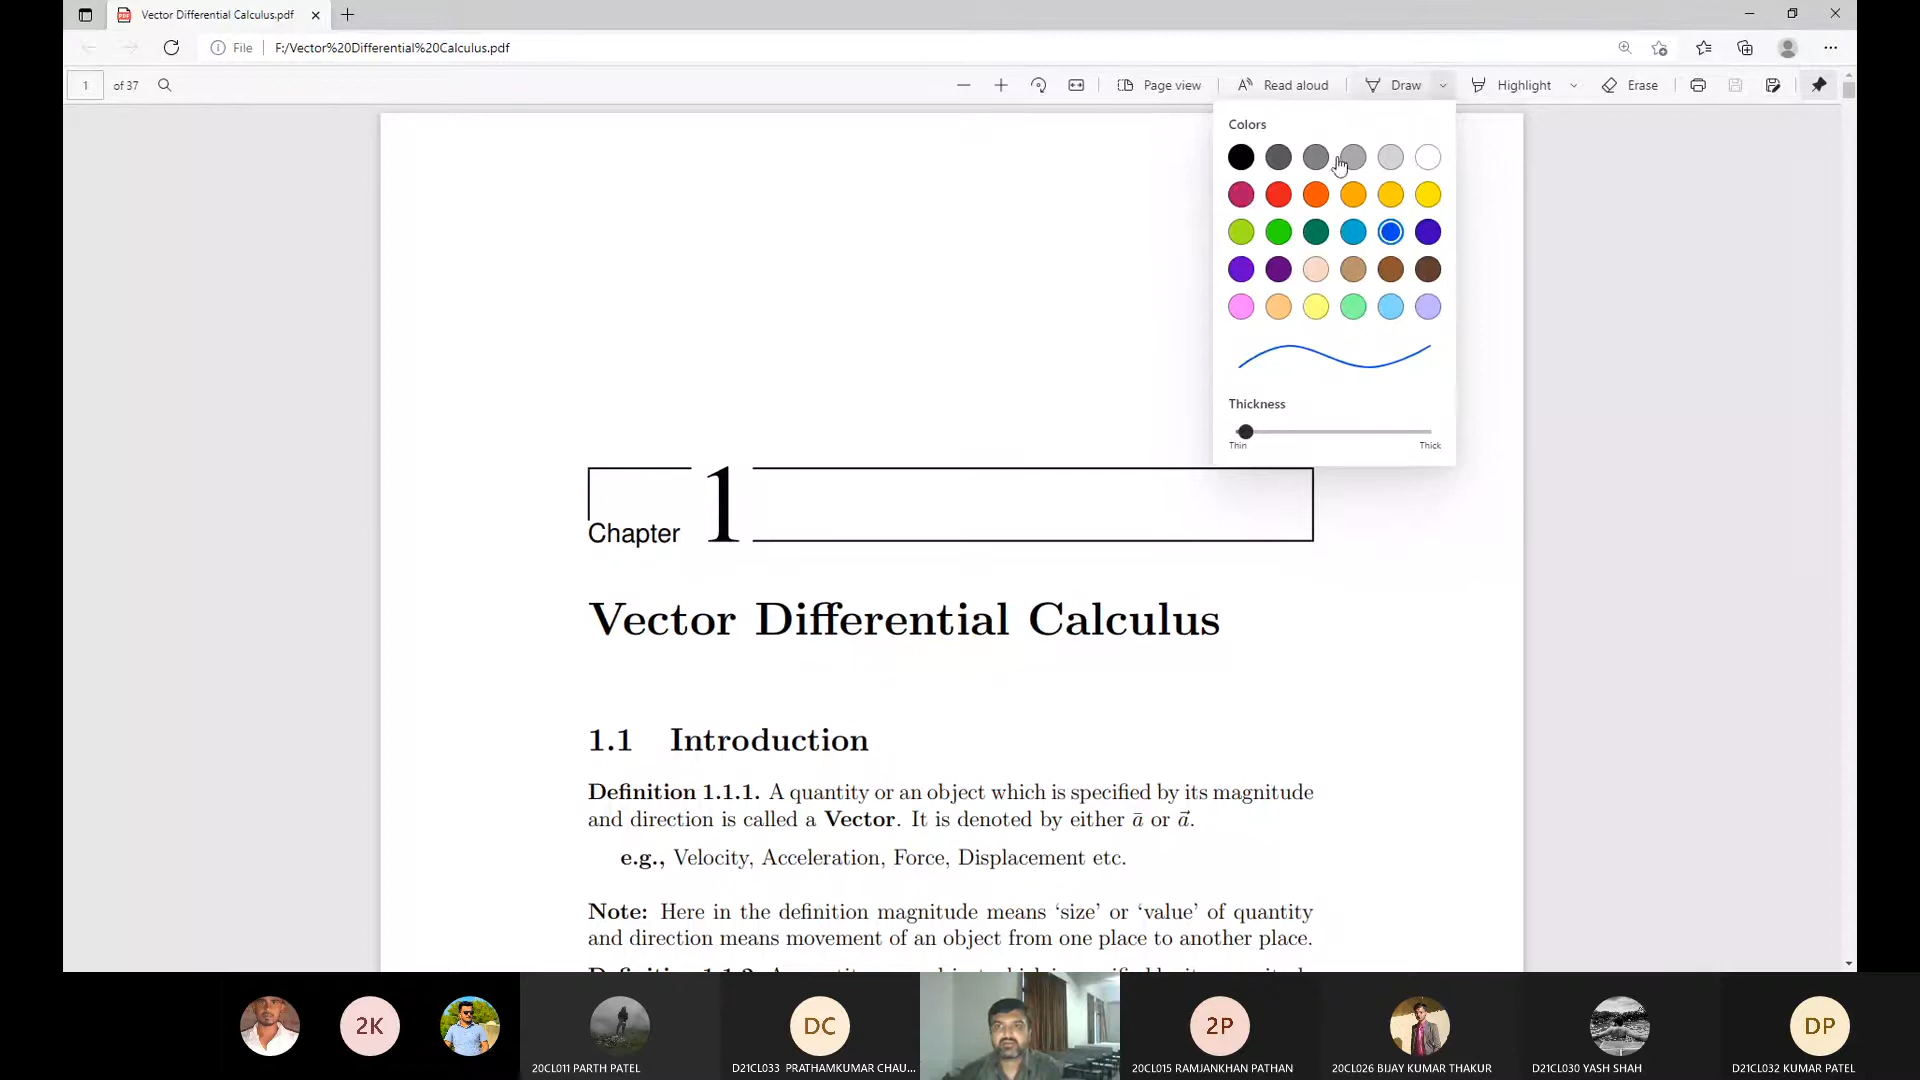 Vector Differential Calculus.pdf
File
F:/Vector%20Differential%20Calculus.pdf
1 of 37
Page view
Read aloud
Draw
Highlight
Erase
Colors
Thickness
Thin
Thick
Chapter 1
Vector Differential Calculus
1.1 Introduction
Definition 1.1.1. A quantity or an object which is specified by its magnitude
and direction is called a Vector. It is denoted by either a̅ or a⃗.
e.g., Velocity, Acceleration, Force, Displacement etc.
Note: Here in the definition magnitude means ‘size’ or ‘value’ of quantity
and direction means movement of an object from one place to another place.
2K
DC
2P
DP
20CL011 PARTH PATEL
D21CL033 PRATHAMKUMAR CHAU...
20CL015 RAMJANKHAN PATHAN
20CL026 BIJAY KUMAR THAKUR
D21CL030 YASH SHAH
D21CL032 KUMAR PATEL